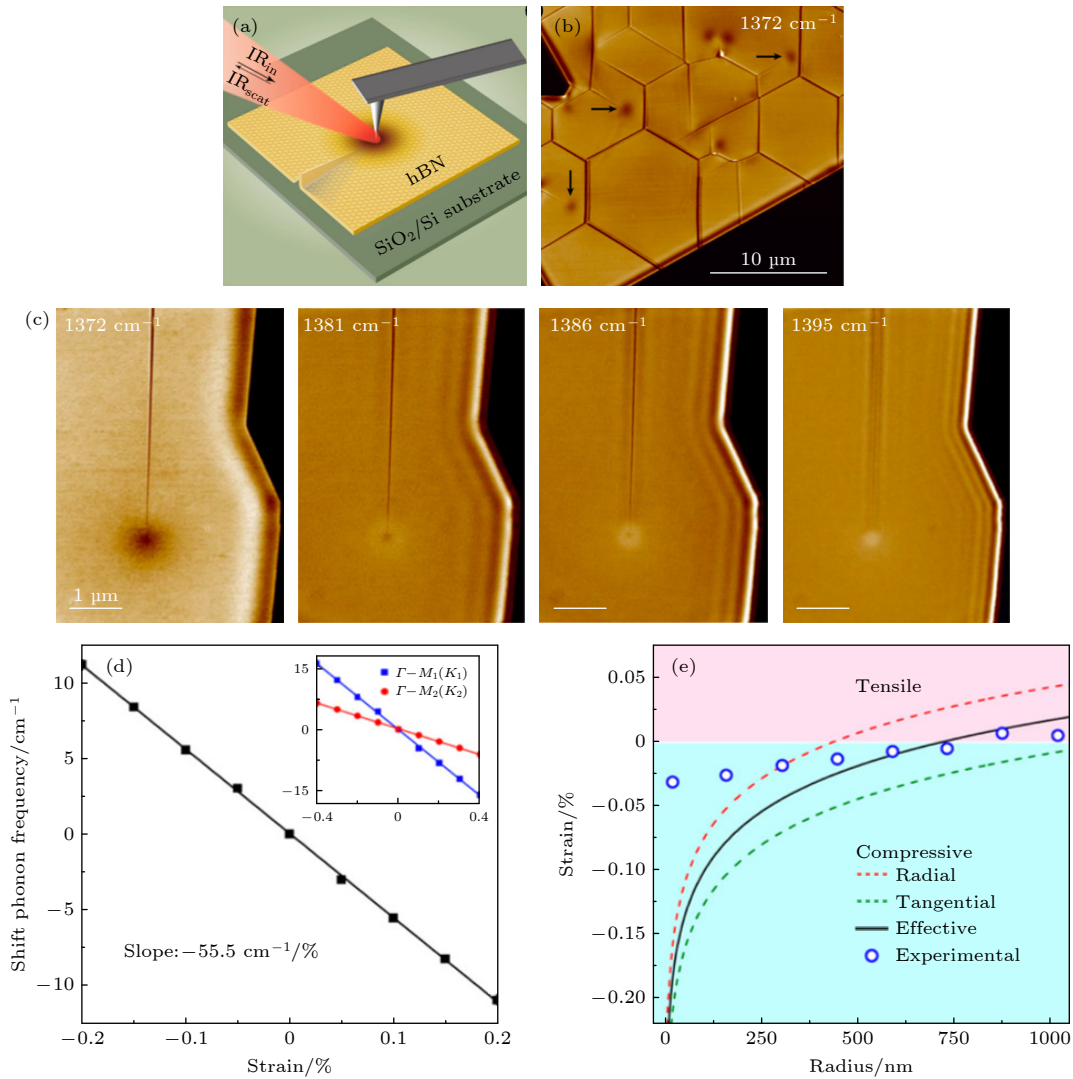 (a)
IR_in
IR_scat
hBN
SiO₂/Si substrate
(b)
1372 cm⁻¹
10 μm
(c)
1372 cm⁻¹
1 μm
1381 cm⁻¹
1386 cm⁻¹
1395 cm⁻¹
(d)
Shift phonon frequency/cm⁻¹
10
5
0
−5
−10
Slope:−55.5 cm⁻¹/%
−0.2
−0.1
0
0.1
0.2
Strain/%
15
0
−15
Γ−M₁(K₁)
Γ−M₂(K₂)
−0.4
0
0.4
(e)
Strain/%
0.05
0
−0.05
−0.10
−0.15
−0.20
Tensile
Compressive
Radial
Tangential
Effective
Experimental
0
250
500
750
1000
Radius/nm